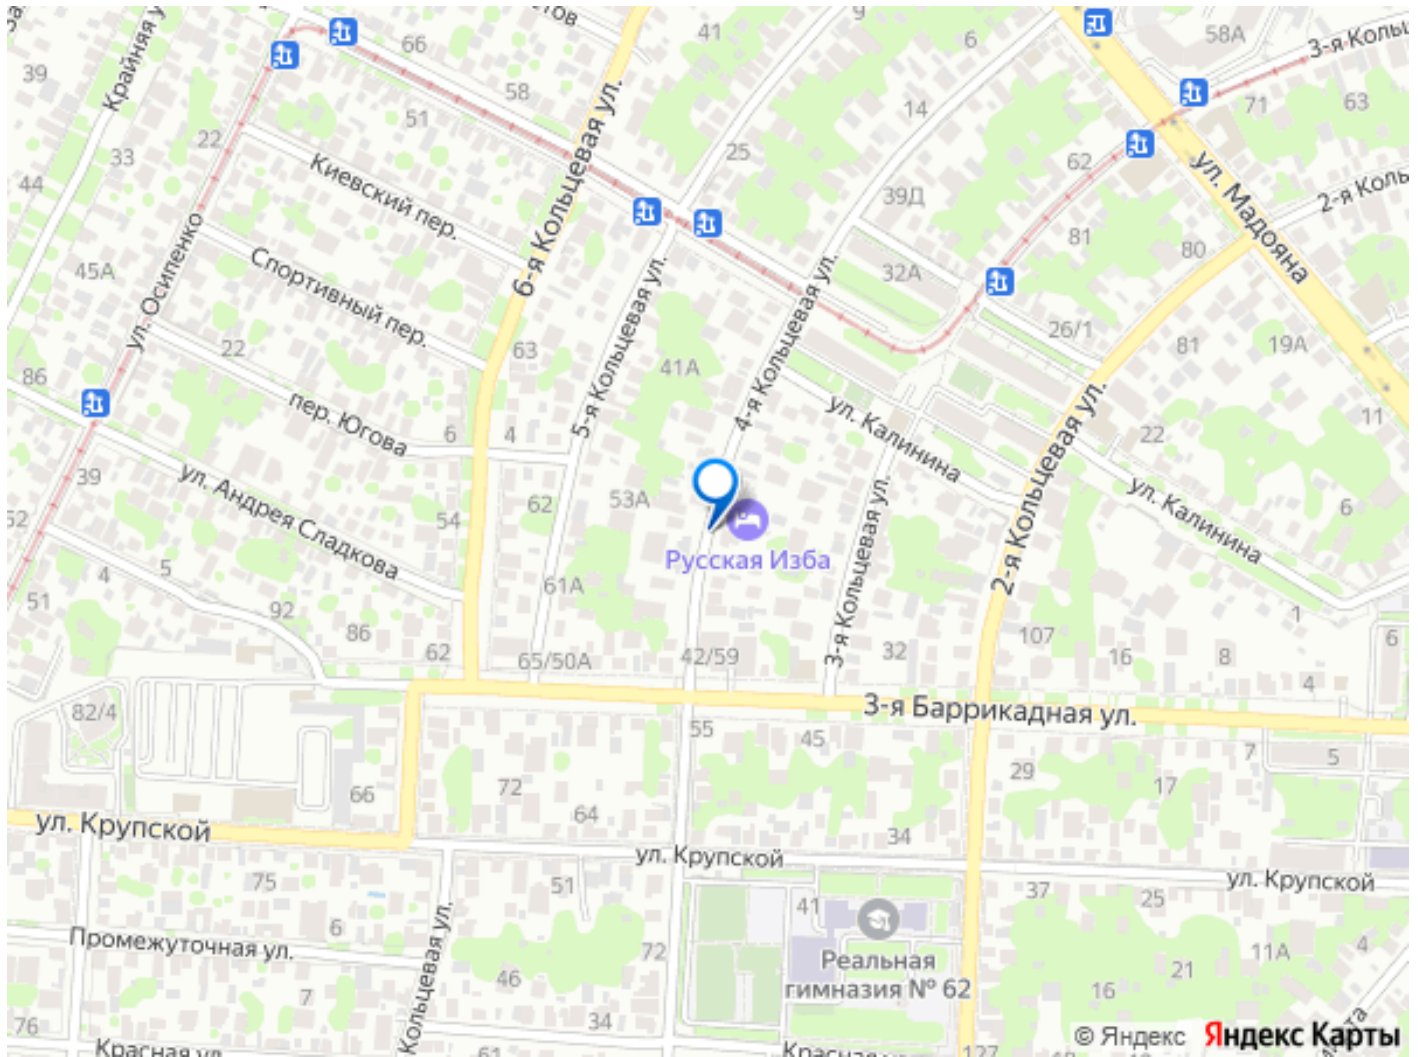 41
9
6
58А
3-я Кольц
66
39
Крайняя у
58
51
22
14
71
63
33
Киевский пер.
6-я Кольцевая ул.
25
62
ул. Мадояна
44
39Д
2-я Коль
81
80
45А
ул. Осипенко
Спортивный пер.
5-я Кольцевая ул.
32А
4-я Кольцевая ул.
26/1
22
63
81
19А
86
41А
пер. Югова
6
4
ул. Калинина
2-я Кольцевая ул.
22
11
39
ул. Андрея Сладкова
53А
62
54
3-я Кольцевая ул.
ул. Калинина
6
52
Русская Изба
4
5
61А
51
92
86
62
65/50А
42/59
32
107
16
8
1
6
4
82/4
3-я Баррикадная ул.
55
45
7
5
72
66
64
29
17
34
ул. Крупской
ул. Крупской
ул. Крупской
75
51
41
37
25
6
Промежуточная ул.
Кольцевая ул.
72
46
Реальная
гимназия № 62
11А
4
21
16
7
76
34
61
Красная ул
Красная ул
127
© Яндекс Яндекс Карты